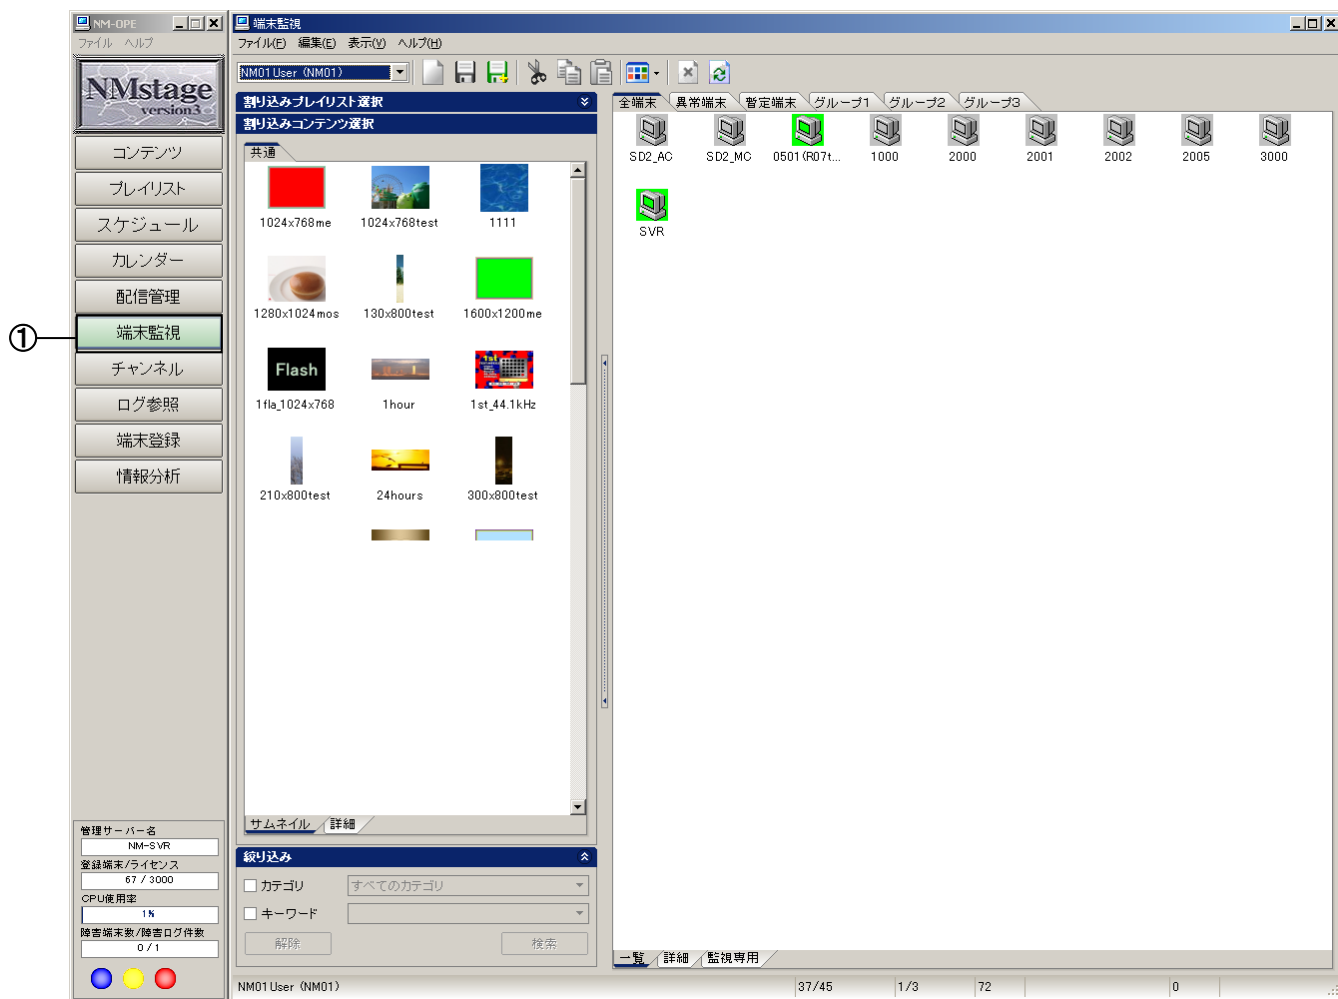 NM-OPE
ファイル ヘルプ
NMstage
version3
①
コンテンツ
プレイリスト
スケジュール
カレンダー
配信管理
端末監視
チャンネル
ログ参照
端末登録
情報分析
管理サーバー名
NM-SVR
登録端末/ライセンス
67 / 3000
CPU使用率
1%
障害端末数/障害ログ件数
0 / 1
端末監視
ファイル(F) 編集(E) 表示(V) ヘルプ(H)
NM01User (NM01)
割り込みプレイリスト選択
割り込みコンテンツ選択
共通
1024x768me 1024x768test 1111
1280x1024mos 130x800test 1600x1200me
Flash
1st
1fla_1024x768 1hour 1st_44.1kHz
210x800test 24hours 300x800test
サムネイル 詳細
絞り込み
カテゴリ すべてのカテゴリ
キーワード
解除 検索
全端末 異常端末 暫定端末 グループ1 グループ2 グループ3
SD2_AC SD2_MC 0501(R07t... 1000 2000 2001 2002 2005 3000
SVR
一覧 詳細 監視専用
NM01User (NM01) 37/45 1/3 72 0